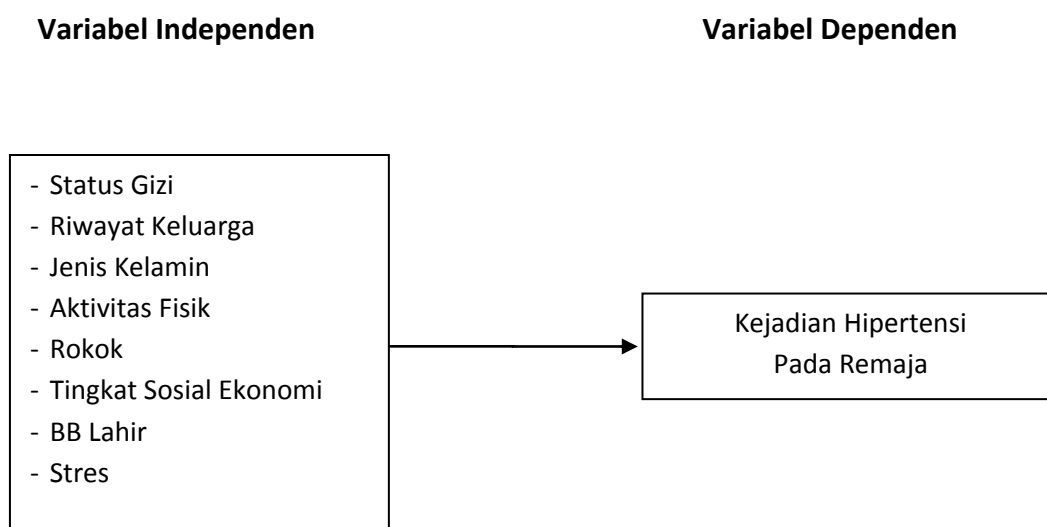 Variabel Independen
Variabel Dependen
- Status Gizi
- Riwayat Keluarga
- Jenis Kelamin
- Aktivitas Fisik
- Rokok
- Tingkat Sosial Ekonomi
- BB Lahir
- Stres
Kejadian Hipertensi
Pada Remaja